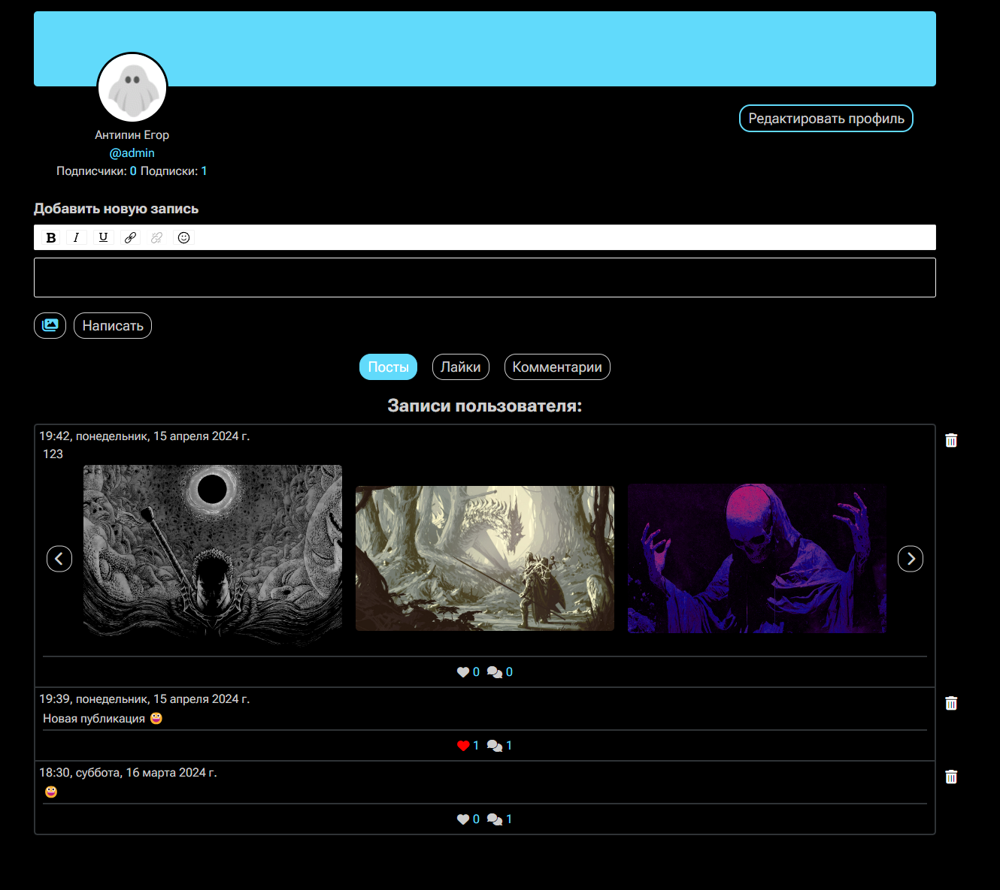 Антипин Егор
@admin
Подписчики: 0 Подписки: 1
Редактировать профиль
Добавить новую запись
B I U
Написать
Посты Лайки Комментарии
Записи пользователя:
19:42, понедельник, 15 апреля 2024 г.
123
0 0
19:39, понедельник, 15 апреля 2024 г.
Новая публикация 😀
1 1
18:30, суббота, 16 марта 2024 г.
😀
0 1